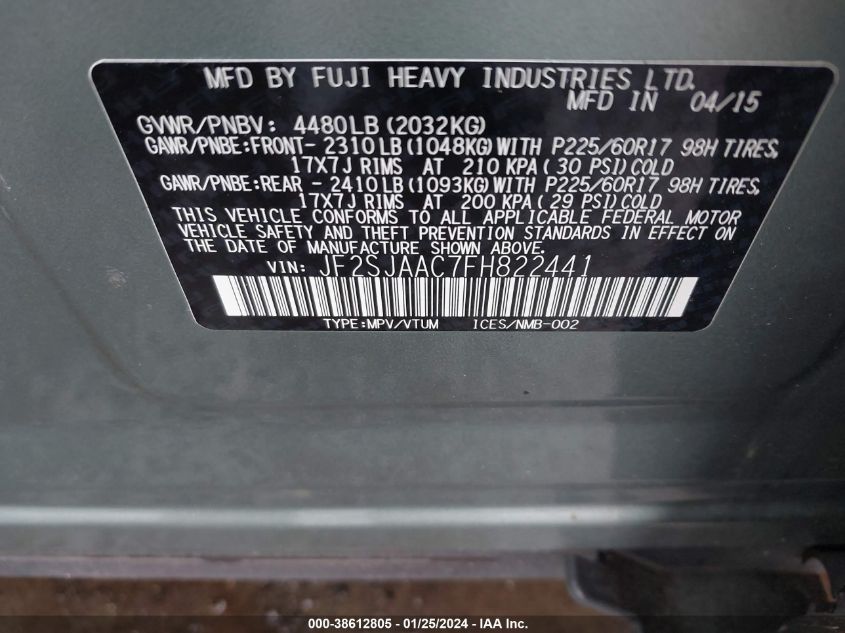 MFD BY FUJI HEAVY INDUSTRIES LTD.
MFD IN 04/15
GVWR/PNBV: 4480LB(2032KG)
GAWR/PNBE:FRONT- 2310LB(1048KG)WITH P225/60R17 98H TIRES,
17X7J RIMS AT 210 KPA(30 PSI)COLD
GAWR/PNBE:REAR - 2410LB(1093KG)WITH P225/60R17 98H TIRES,
17X7J RIMS AT 200 KPA(29 PSI)COLD
THIS VEHICLE CONFORMS TO ALL APPLICABLE FEDERAL MOTOR
VEHICLE SAFETY AND THEFT PREVENTION STANDARDS IN EFFECT ON
THE DATE OF MANUFACTURE SHOWN ABOVE.
VIN: JF2SJAAC7FH822441
TYPE:MPV/VTUM ICES/NMB-002
000-38612805 - 01/25/2024 - IAA Inc.